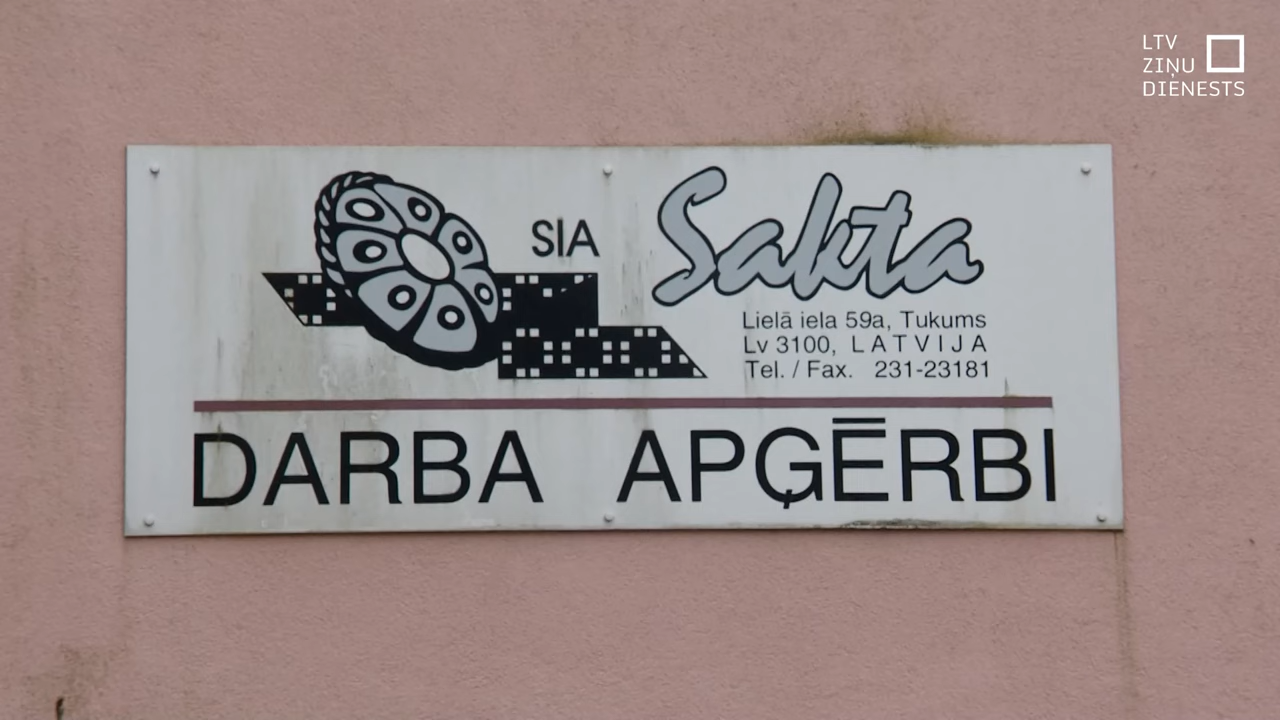 LTV
ZIŅU
DIENESTS
SIA Sakta
Lielā iela 59a, Tukums
Lv 3100, LATVIJA
Tel. / Fax. 231-23181
DARBA APĢĒRBI